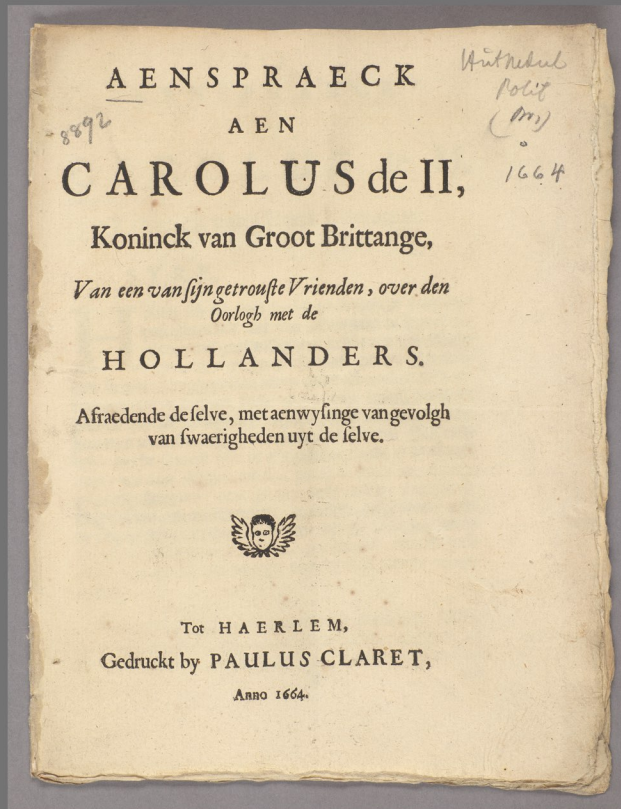 AENSPRAECK
AEN
CAROLUS de II,
Koninck van Groot Brittange,
Van een van ſijn getrouſte Vrienden, over den
Oorlogh met de
HOLLANDERS.
Afraedende de ſelve, met aenwyſinge van gevolgh
van ſwaerigheden uyt de ſelve.
Tot HAERLEM,
Gedruckt by PAULUS CLARET,
Anno 1664.
8892
1664